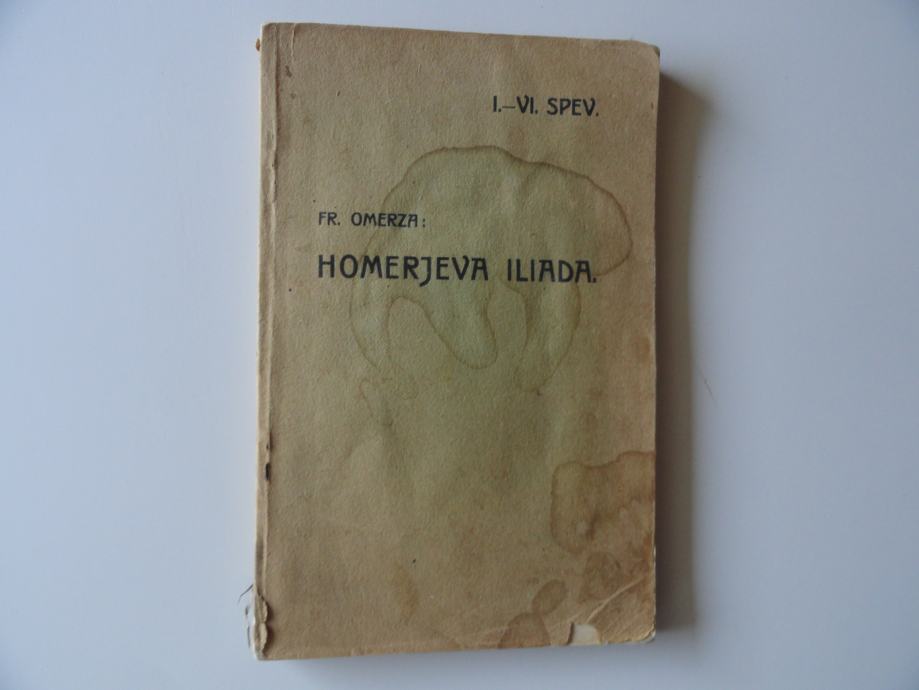 I.—VI. SPEV.
FR. OMERZA:
HOMERJEVA ILIADA.